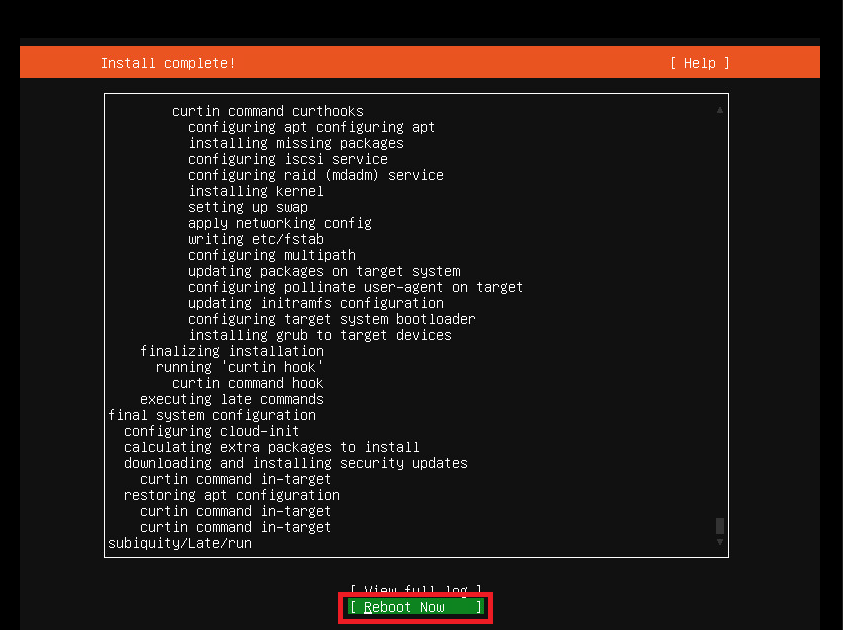 Install complete! [ Help ]
curtin command curthooks
configuring apt configuring apt
installing missing packages
configuring iscsi service
configuring raid (mdadm) service
installing kernel
setting up swap
apply networking config
writing etc/fstab
configuring multipath
updating packages on target system
configuring pollinate user-agent on target
updating initramfs configuration
configuring target system bootloader
installing grub to target devices
finalizing installation
running 'curtin hook'
curtin command hook
executing late commands
final system configuration
configuring cloud-init
calculating extra packages to install
downloading and installing security updates
curtin command in-target
restoring apt configuration
curtin command in-target
curtin command in-target
subiquity/Late/run
[ View full log ]
[ Reboot Now ]